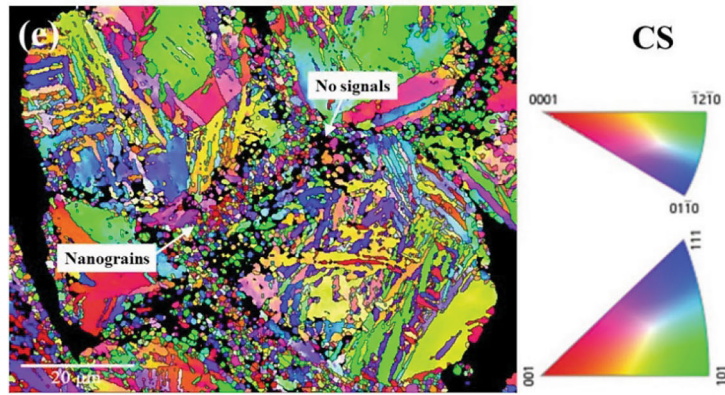 (e)
CS
No signals
0001
1̅21̅0
011̅0
Nanograins
111
20 μm
001
101